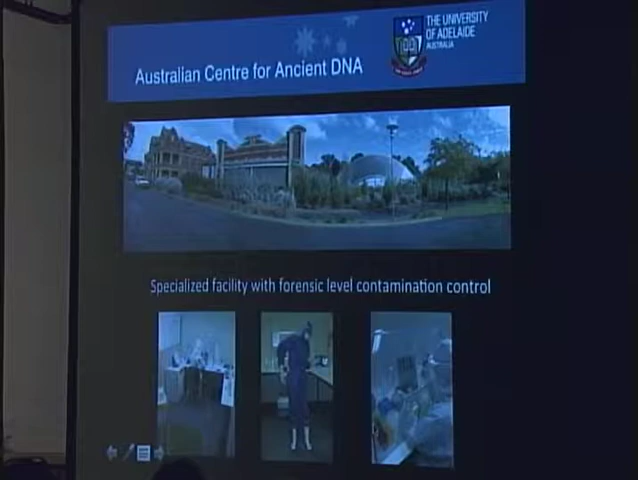 THE UNIVERSITY
OF ADELAIDE
AUSTRALIA
Australian Centre for Ancient DNA
Specialized facility with forensic level contamination control